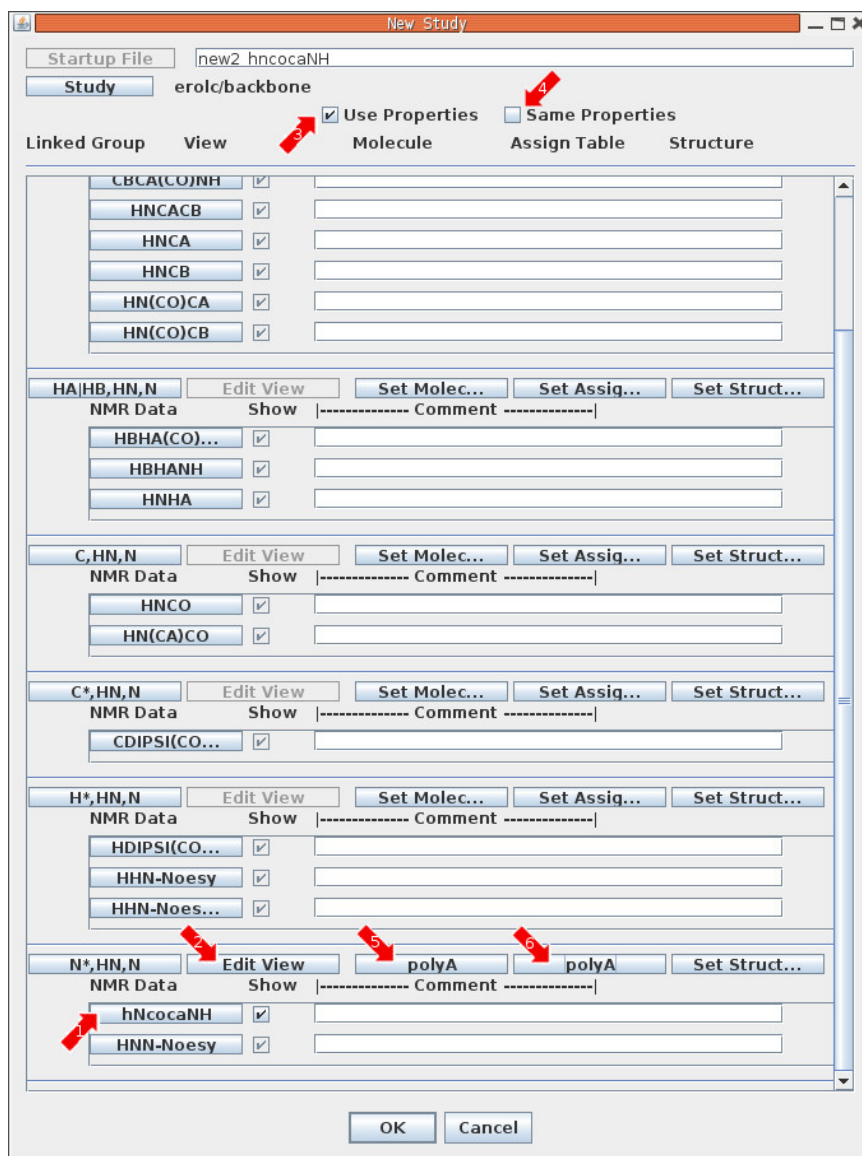 New Study
Startup File new2_hncocaNH
Study erolc/backbone
4
Use Properties Same Properties
3
Linked Group View Molecule Assign Table Structure
CBCA(CO)NH
HNCACB
HNCA
HNCB
HN(CO)CA
HN(CO)CB
HA|HB,HN,N Edit View Set Molec... Set Assig... Set Struct...
NMR Data Show |-------------- Comment --------------|
HBHA(CO)...
HBHANH
HNHA
C,HN,N Edit View Set Molec... Set Assig... Set Struct...
NMR Data Show |-------------- Comment --------------|
HNCO
HN(CA)CO
C*,HN,N Edit View Set Molec... Set Assig... Set Struct...
NMR Data Show |-------------- Comment --------------|
CDIPSI(CO...
H*,HN,N Edit View Set Molec... Set Assig... Set Struct...
NMR Data Show |-------------- Comment --------------|
HDIPSI(CO...
HHN-Noesy
HHN-Noes...
2 5 6
N*,HN,N Edit View polyA polyA Set Struct...
NMR Data Show |-------------- Comment --------------|
hNcocaNH
1
HNN-Noesy
OK Cancel